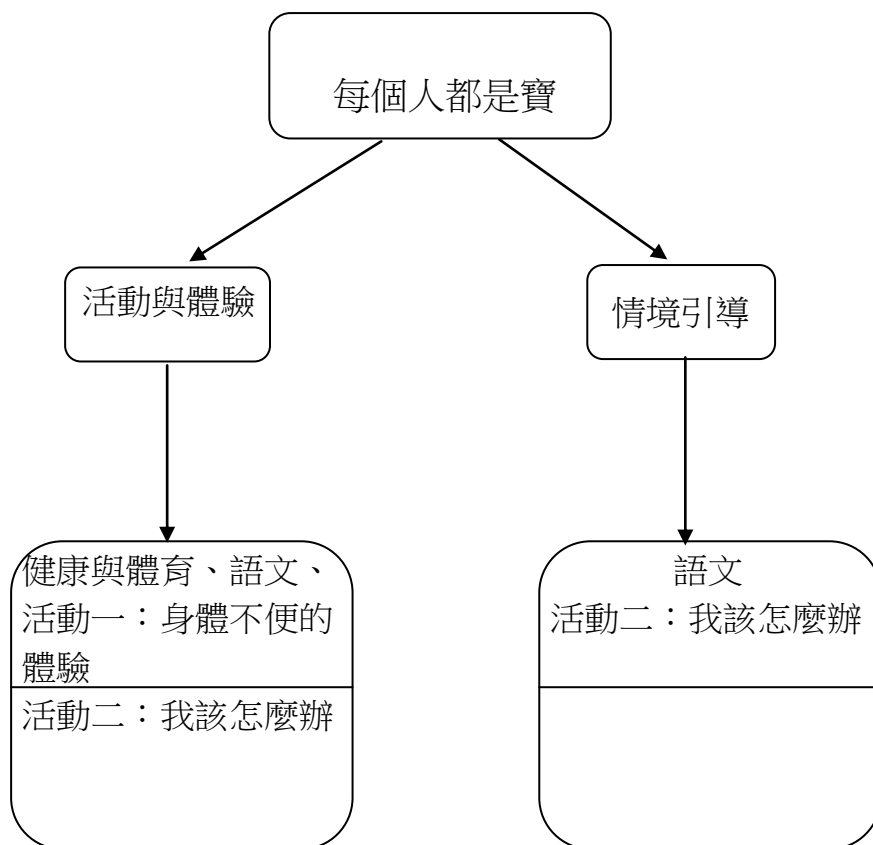 每個人都是寶
活動與體驗
情境引導
健康與體育、語文、
活動一：身體不便的
體驗
活動二：我該怎麼辦
語文
活動二：我該怎麼辦